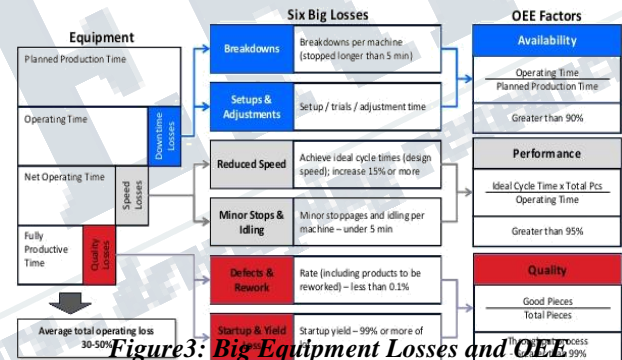 Six Big Losses
OEE Factors
Equipment
Planned Production Time
Operating Time
Downtime
Losses
Net Operating Time
Speed
Losses
Fully
Productive
Time
Quality
Losses
Average total operating loss
30-50%
Breakdowns
Breakdowns per machine
(stopped longer than 5 min)
Setups &
Adjustments
Setup / trials / adjustment time
Reduced Speed
Achieve ideal cycle times (design
speed); increase 15% or more
Minor Stops &
Idling
Minor stoppages and idling per
machine – under 5 min
Defects &
Rework
Rate (including products to be
reworked) – less than 0.1%
Startup & Yield
Startup yield – 99% or more of
Availability
Operating Time
Planned Production Time
Greater than 90%
Performance
Ideal Cycle Time x Total Pcs
Operating Time
Greater than 95%
Quality
Good Pieces
Total Pieces
Throughout process
99%
Figure3: Big Equipment Losses and OEE